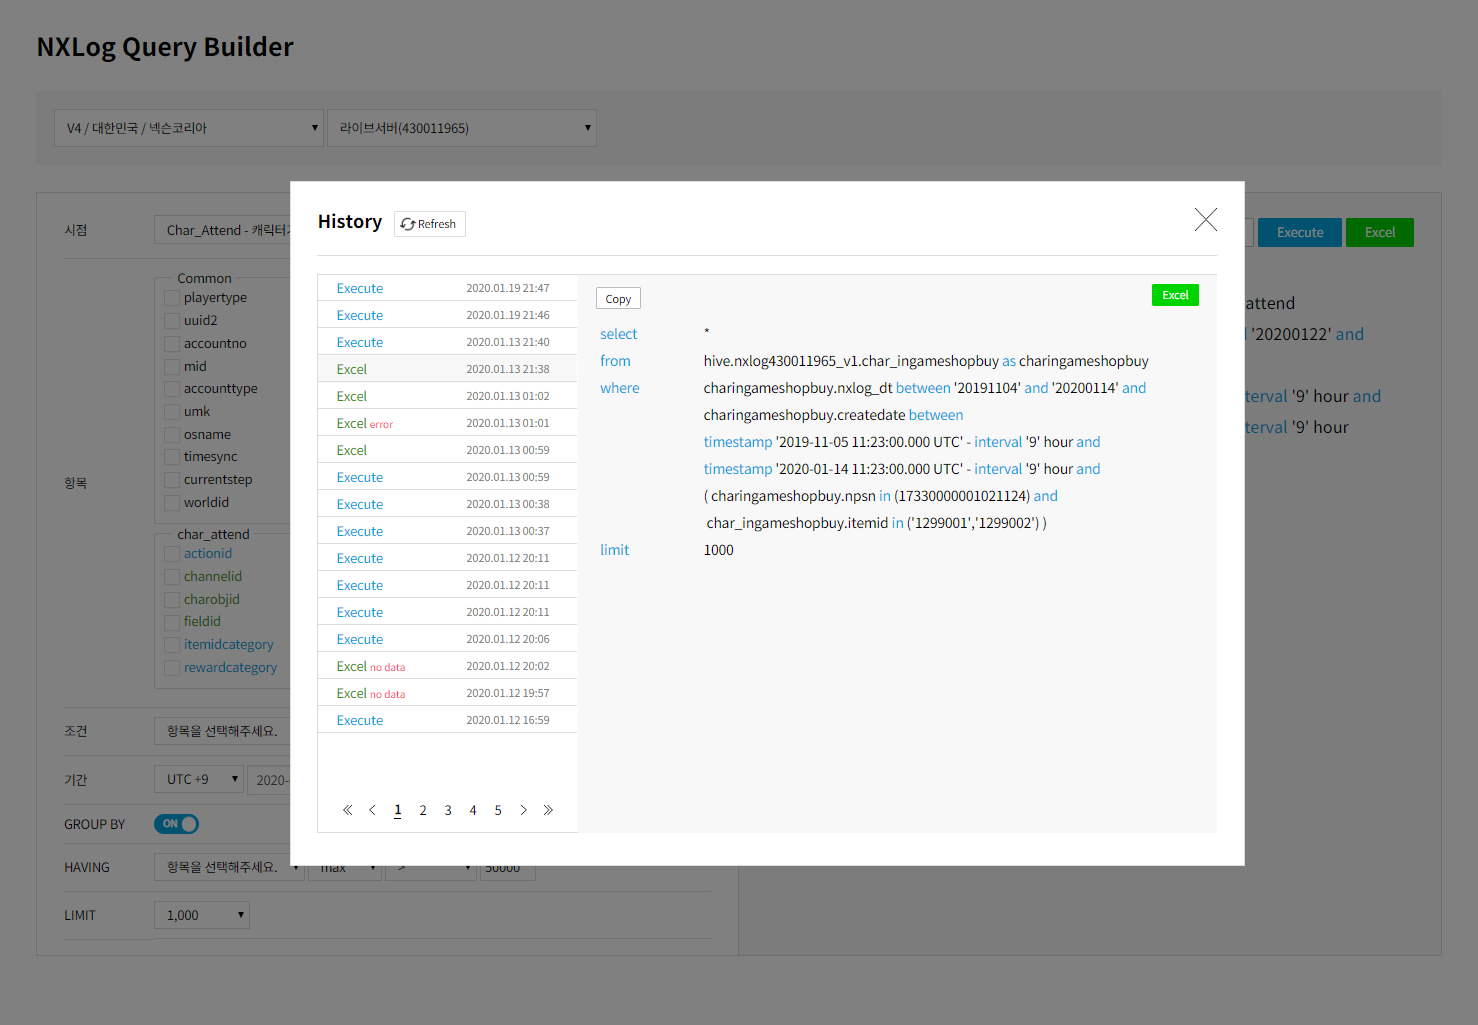 NXLog Query Builder
V4 / 대한민국 / 넥슨코리아
라이브서버(430011965)
시점
Char_Attend - 캐릭터
Execute
Excel
항목
Common
playertype
uuid2
accountno
mid
accounttype
umk
osname
timesync
currentstep
worldid
char_attend
actionid
channelid
charobjid
fieldid
itemidcategory
rewardcategory
조건
항목을 선택해주세요.
기간
UTC +9
2020-
GROUP BY
ON
HAVING
항목을 선택해주세요.
max
>
50000
LIMIT
1,000
attend
'20200122' and
terval '9' hour and
terval '9' hour
History
Refresh
Execute 2020.01.19 21:47
Execute 2020.01.19 21:46
Execute 2020.01.13 21:40
Excel 2020.01.13 21:38
Excel 2020.01.13 01:02
Excel error 2020.01.13 01:01
Excel 2020.01.13 00:59
Execute 2020.01.13 00:59
Execute 2020.01.13 00:38
Execute 2020.01.13 00:37
Execute 2020.01.12 20:11
Execute 2020.01.12 20:11
Execute 2020.01.12 20:11
Execute 2020.01.12 20:06
Excel no data 2020.01.12 20:02
Excel no data 2020.01.12 19:57
Execute 2020.01.12 16:59
1 2 3 4 5
Copy
Excel
select *
from hive.nxlog430011965_v1.char_ingameshopbuy as charingameshopbuy
where charingameshopbuy.nxlog_dt between '20191104' and '20200114' and
charingameshopbuy.createdate between
timestamp '2019-11-05 11:23:00.000 UTC' - interval '9' hour and
timestamp '2020-01-14 11:23:00.000 UTC' - interval '9' hour and
( charingameshopbuy.npsn in (17330000001021124) and
char_ingameshopbuy.itemid in ('1299001','1299002') )
limit 1000